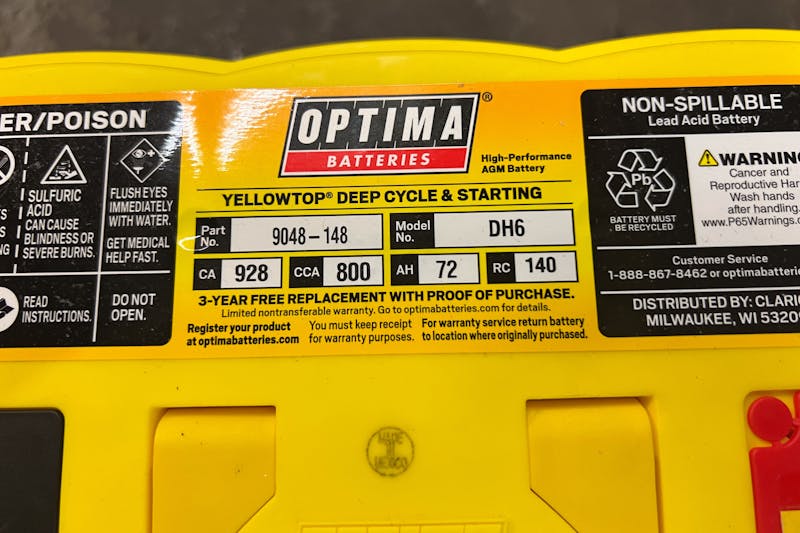 ER/POISON
SULFURIC
ACID
CAN CAUSE
BLINDNESS OR
SEVERE BURNS.
FLUSH EYES
IMMEDIATELY
WITH WATER.
GET MEDICAL
HELP FAST.
READ
INSTRUCTIONS.
DO NOT
OPEN.
OPTIMA®
BATTERIES
High-Performance
AGM Battery
YELLOWTOP® DEEP CYCLE & STARTING
Part No. 9048-148 Model No. DH6
CA 928 CCA 800 AH 72 RC 140
3-YEAR FREE REPLACEMENT WITH PROOF OF PURCHASE.
Limited nontransferable warranty. Go to optimabatteries.com for details.
Register your product
at optimabatteries.com
You must keep receipt
for warranty purposes.
For warranty service return battery
to location where originally purchased.
NON-SPILLABLE
Lead Acid Battery
Pb
BATTERY MUST
BE RECYCLED
WARNING
Cancer and
Reproductive Har
Wash hands
after handling.
www.P65Warnings.c
Customer Service
1-888-867-8462 or optimabatterie
DISTRIBUTED BY: CLARIO
MILWAUKEE, WI 5320
MADE
MEXICO